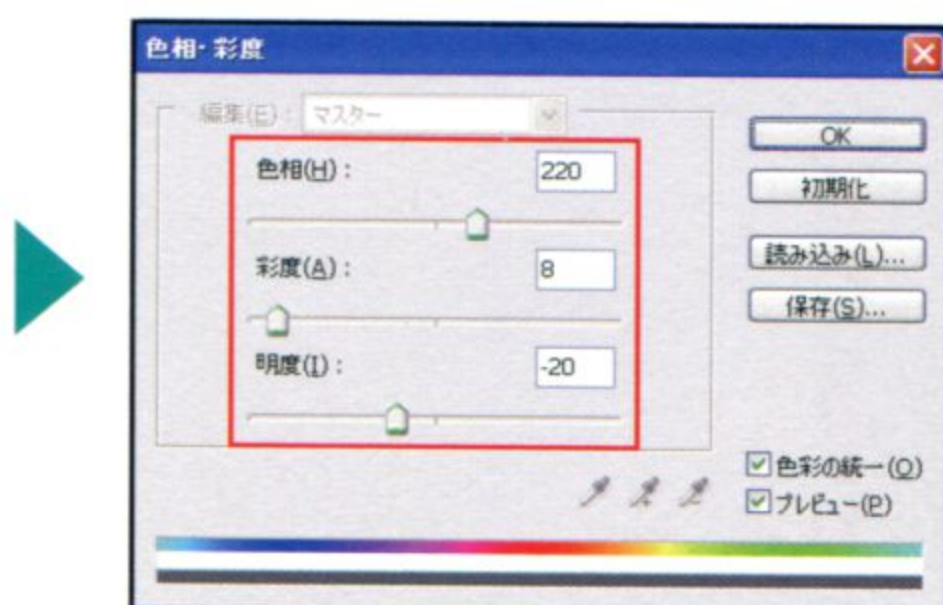 色相・彩度
編集(E): マスター
色相(H): 220
彩度(A): 8
明度(I): -20
OK
初期化
読み込み(L)...
保存(S)...
色彩の統一(O)
プレビュー(P)